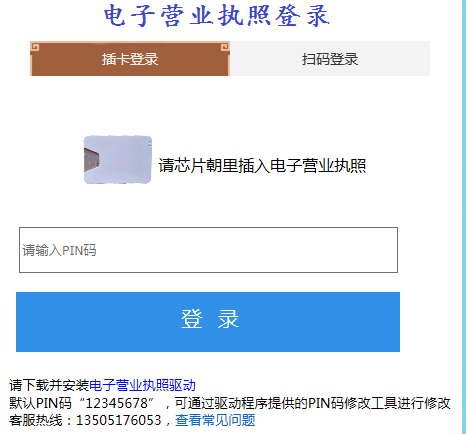 电子营业执照登录
插卡登录 扫码登录
请芯片朝里插入电子营业执照
请输入PIN码
登 录
请下载并安装电子营业执照驱动
默认PIN码“12345678”，可通过驱动程序提供的PIN码修改工具进行修改
客服热线：13505176053，查看常见问题